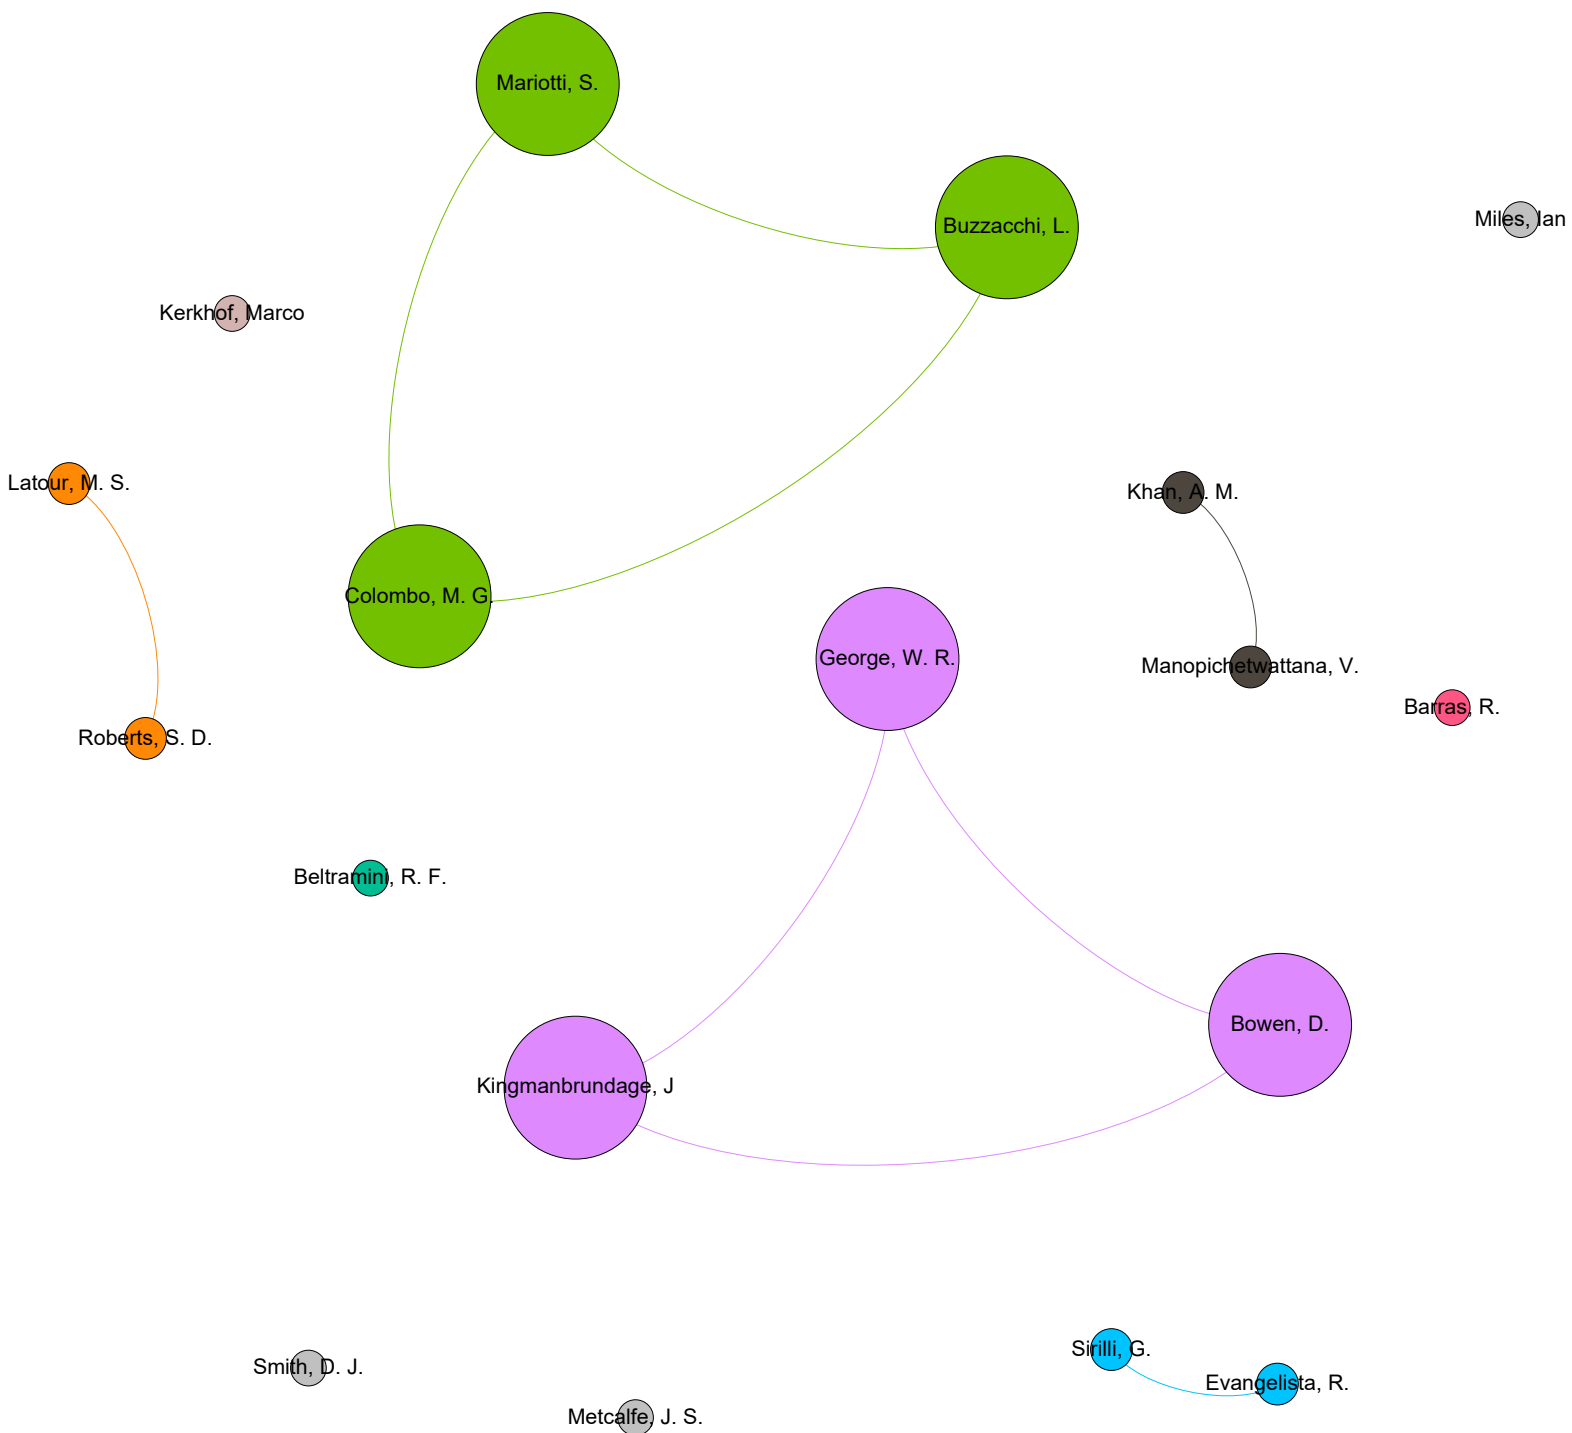 Mariotti, S.
Miles, Ian
Buzzacchi, L.
Kerkhof, Marco
Latour, M. S.
Khan, A. M.
Colombo, M. G.
George, W. R.
Manopichetwattana, V.
Barras, R.
Roberts, S. D.
Beltramini, R. F.
Bowen, D.
Kingmanbrundage, J
Sirilli, G.
Smith, D. J.
Evangelista, R.
Metcalfe, J. S.